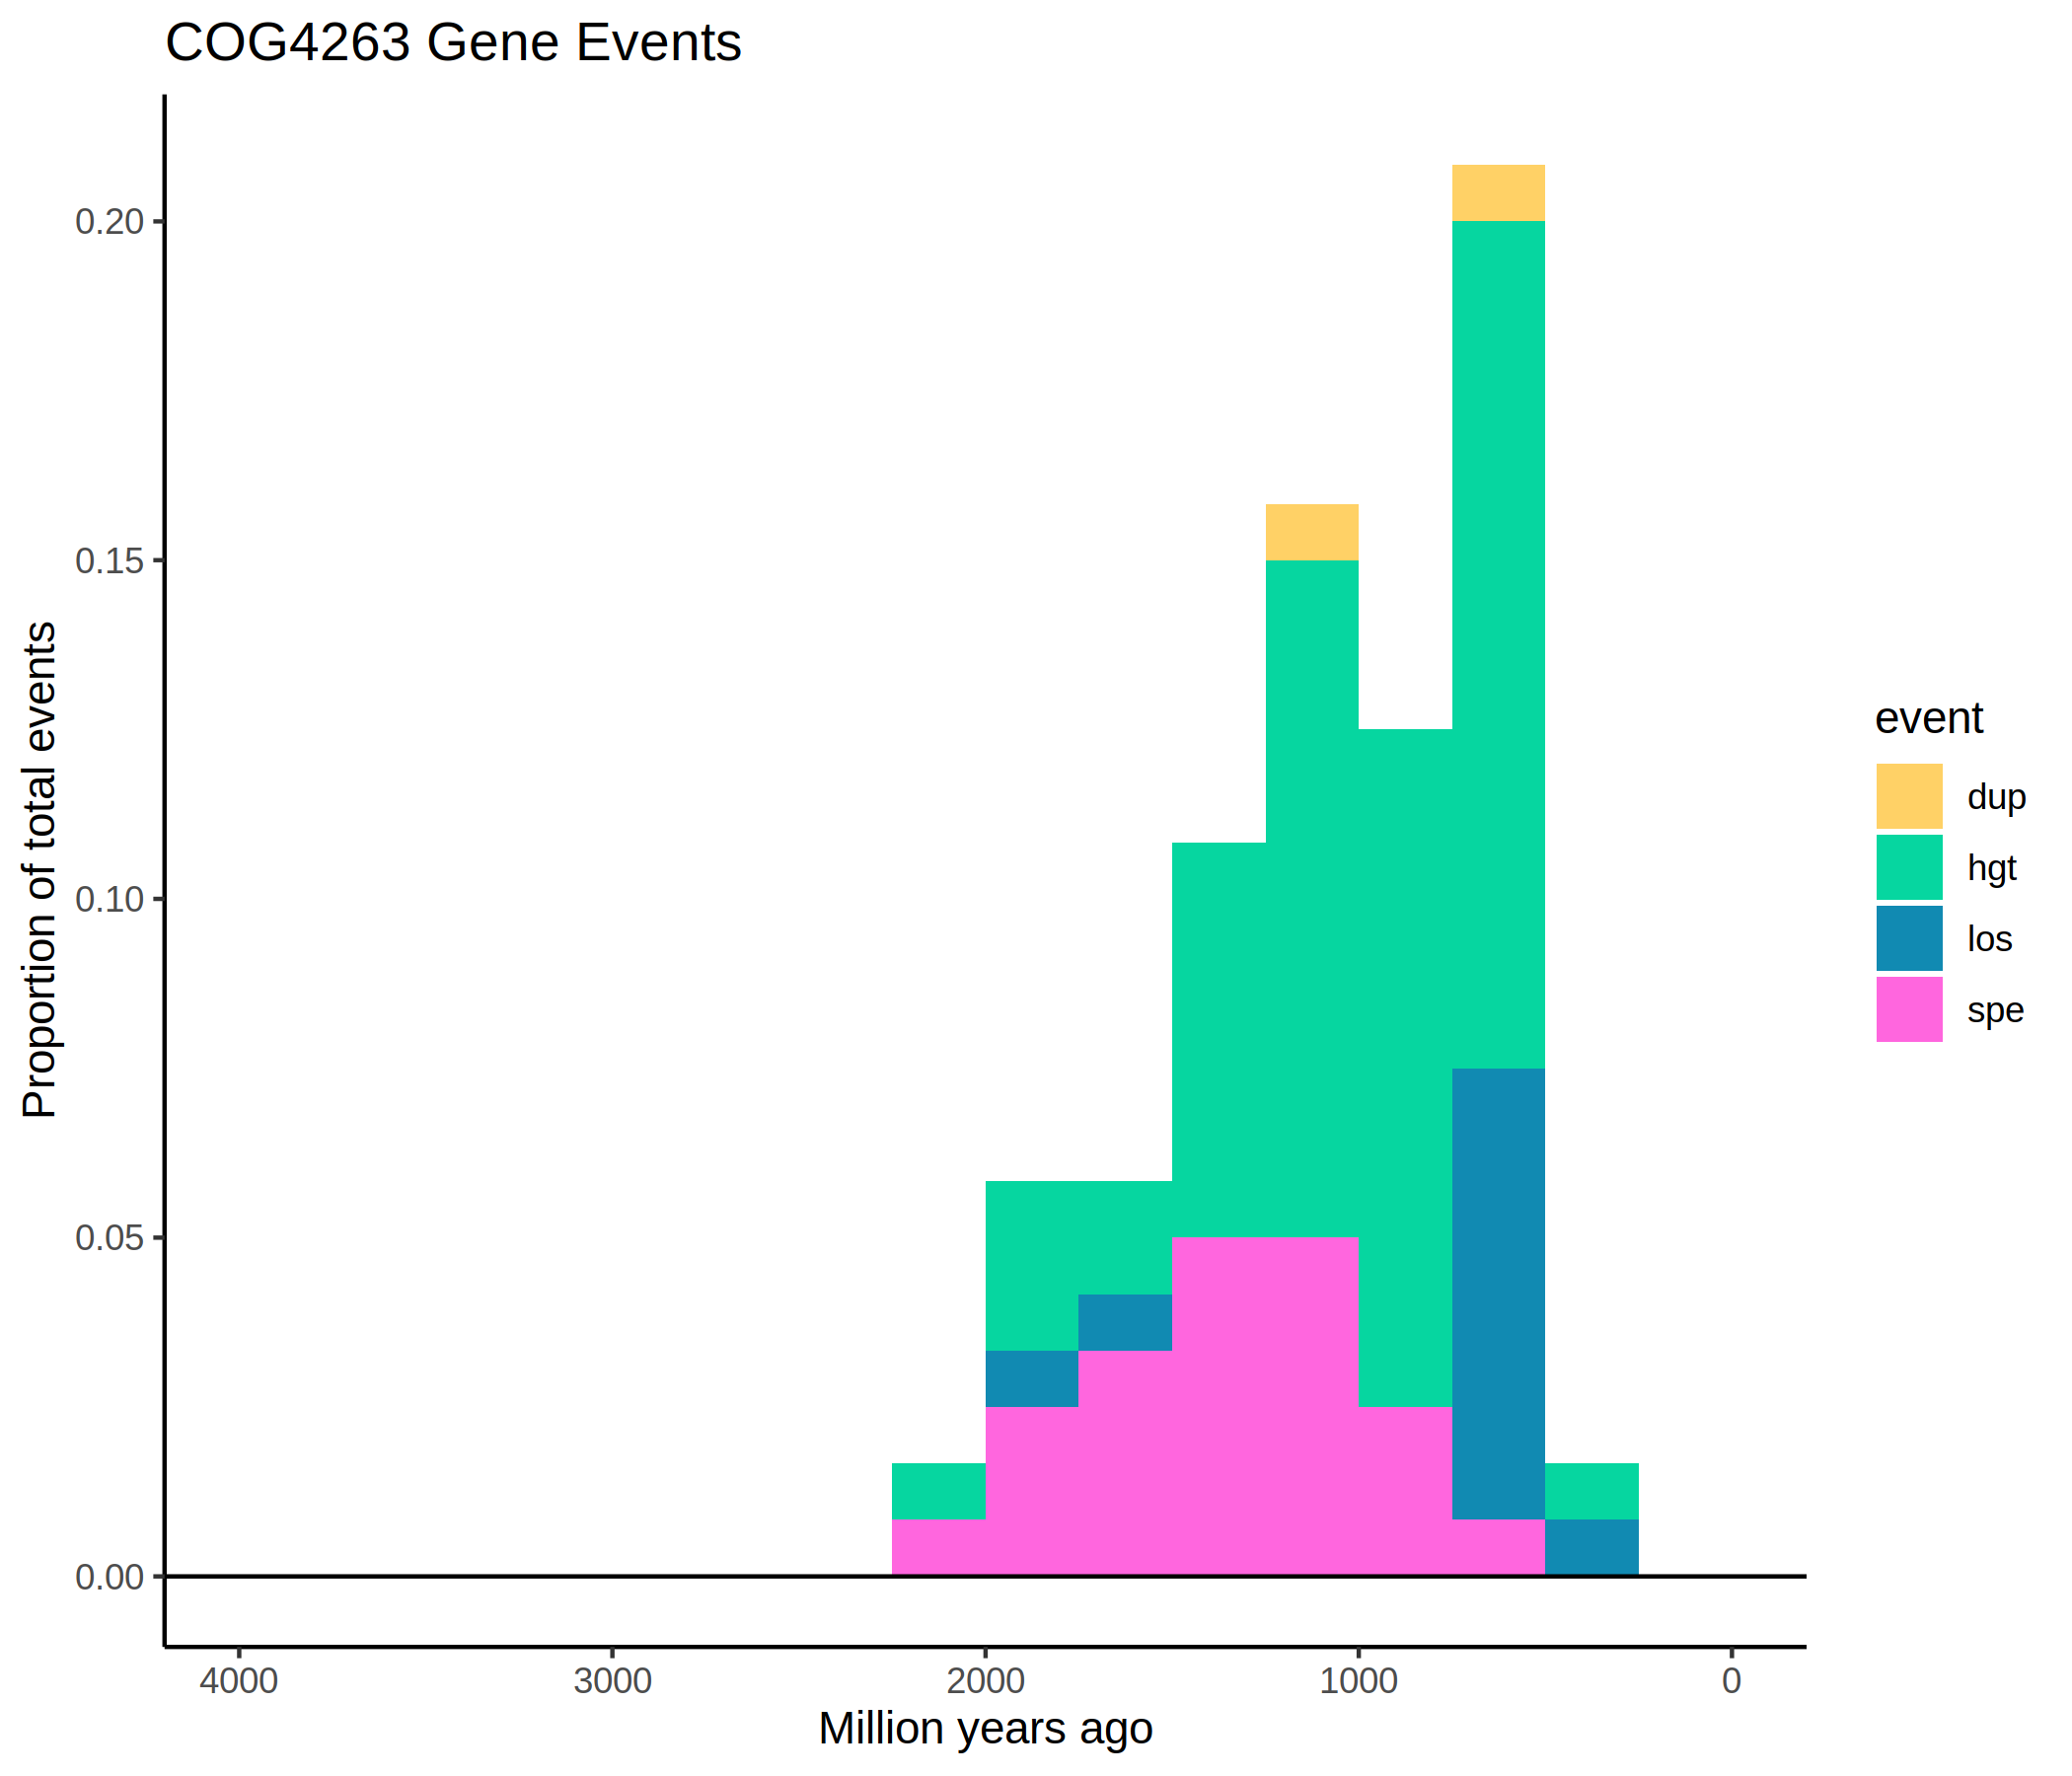 COG4263 Gene Events
Proportion of total events
0.20
0.15
0.10
0.05
0.00
4000 3000 2000 1000 0
Million years ago
event
dup
hgt
los
spe